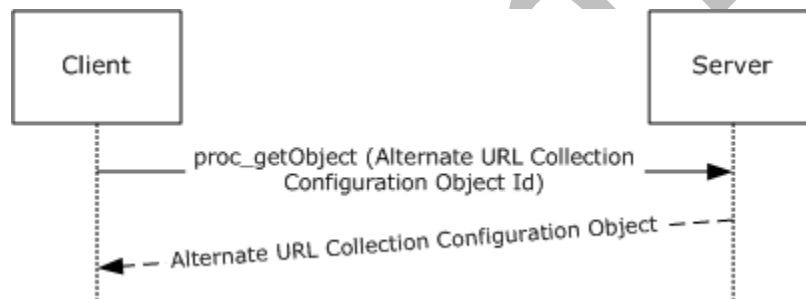 Client
Server
proc_getObject (Alternate URL Collection
Configuration Object Id)
Alternate URL Collection Configuration Object